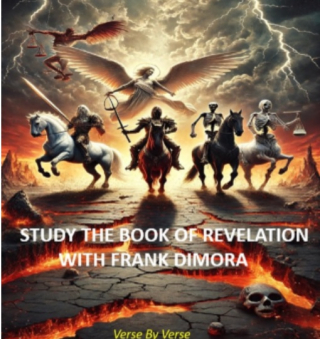 STUDY THE BOOK OF REVELATION
WITH FRANK DIMORA
Verse By Verse